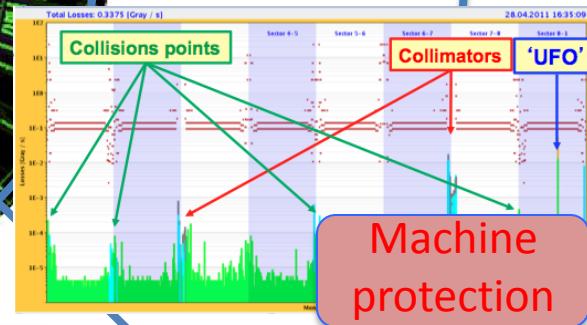 Total Losses: 0.3375 [Gray / s]
28.04.2011 16:35:09
1E2
Sector 4-5
Sector 5-6
Sector 6-7
Sector 7-8
Sector 8-1
Collisions points
Collimators
'UFO'
1E1
1E0
1E-1
1E-2
1E-3
1E-4
1E-5
Losses [Gray / s]
Machine
protection